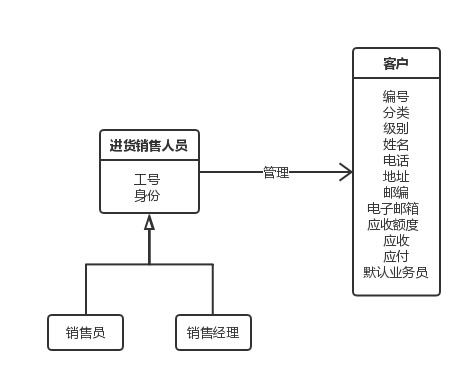 进货销售人员
工号
身份
管理
客户
编号
分类
级别
姓名
电话
地址
邮编
电子邮箱
应收额度
应收
应付
默认业务员
销售员
销售经理